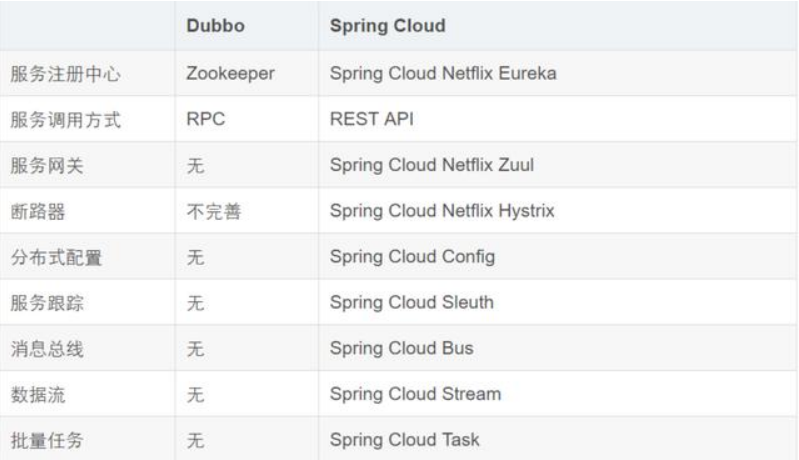 Dubbo Spring Cloud
服务注册中心 Zookeeper Spring Cloud Netflix Eureka
服务调用方式 RPC REST API
服务网关 无 Spring Cloud Netflix Zuul
断路器 不完善 Spring Cloud Netflix Hystrix
分布式配置 无 Spring Cloud Config
服务跟踪 无 Spring Cloud Sleuth
消息总线 无 Spring Cloud Bus
数据流 无 Spring Cloud Stream
批量任务 无 Spring Cloud Task